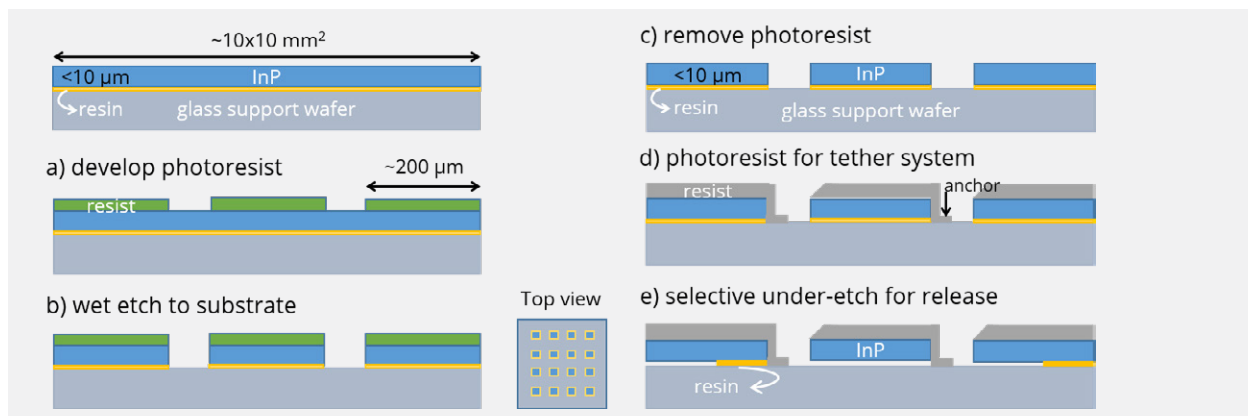 ~10x10 mm²
<10 µm
InP
resin
glass support wafer
a) develop photoresist
~200 µm
resist
b) wet etch to substrate
Top view
c) remove photoresist
<10 µm
InP
resin
glass support wafer
d) photoresist for tether system
resist
anchor
e) selective under-etch for release
InP
resin